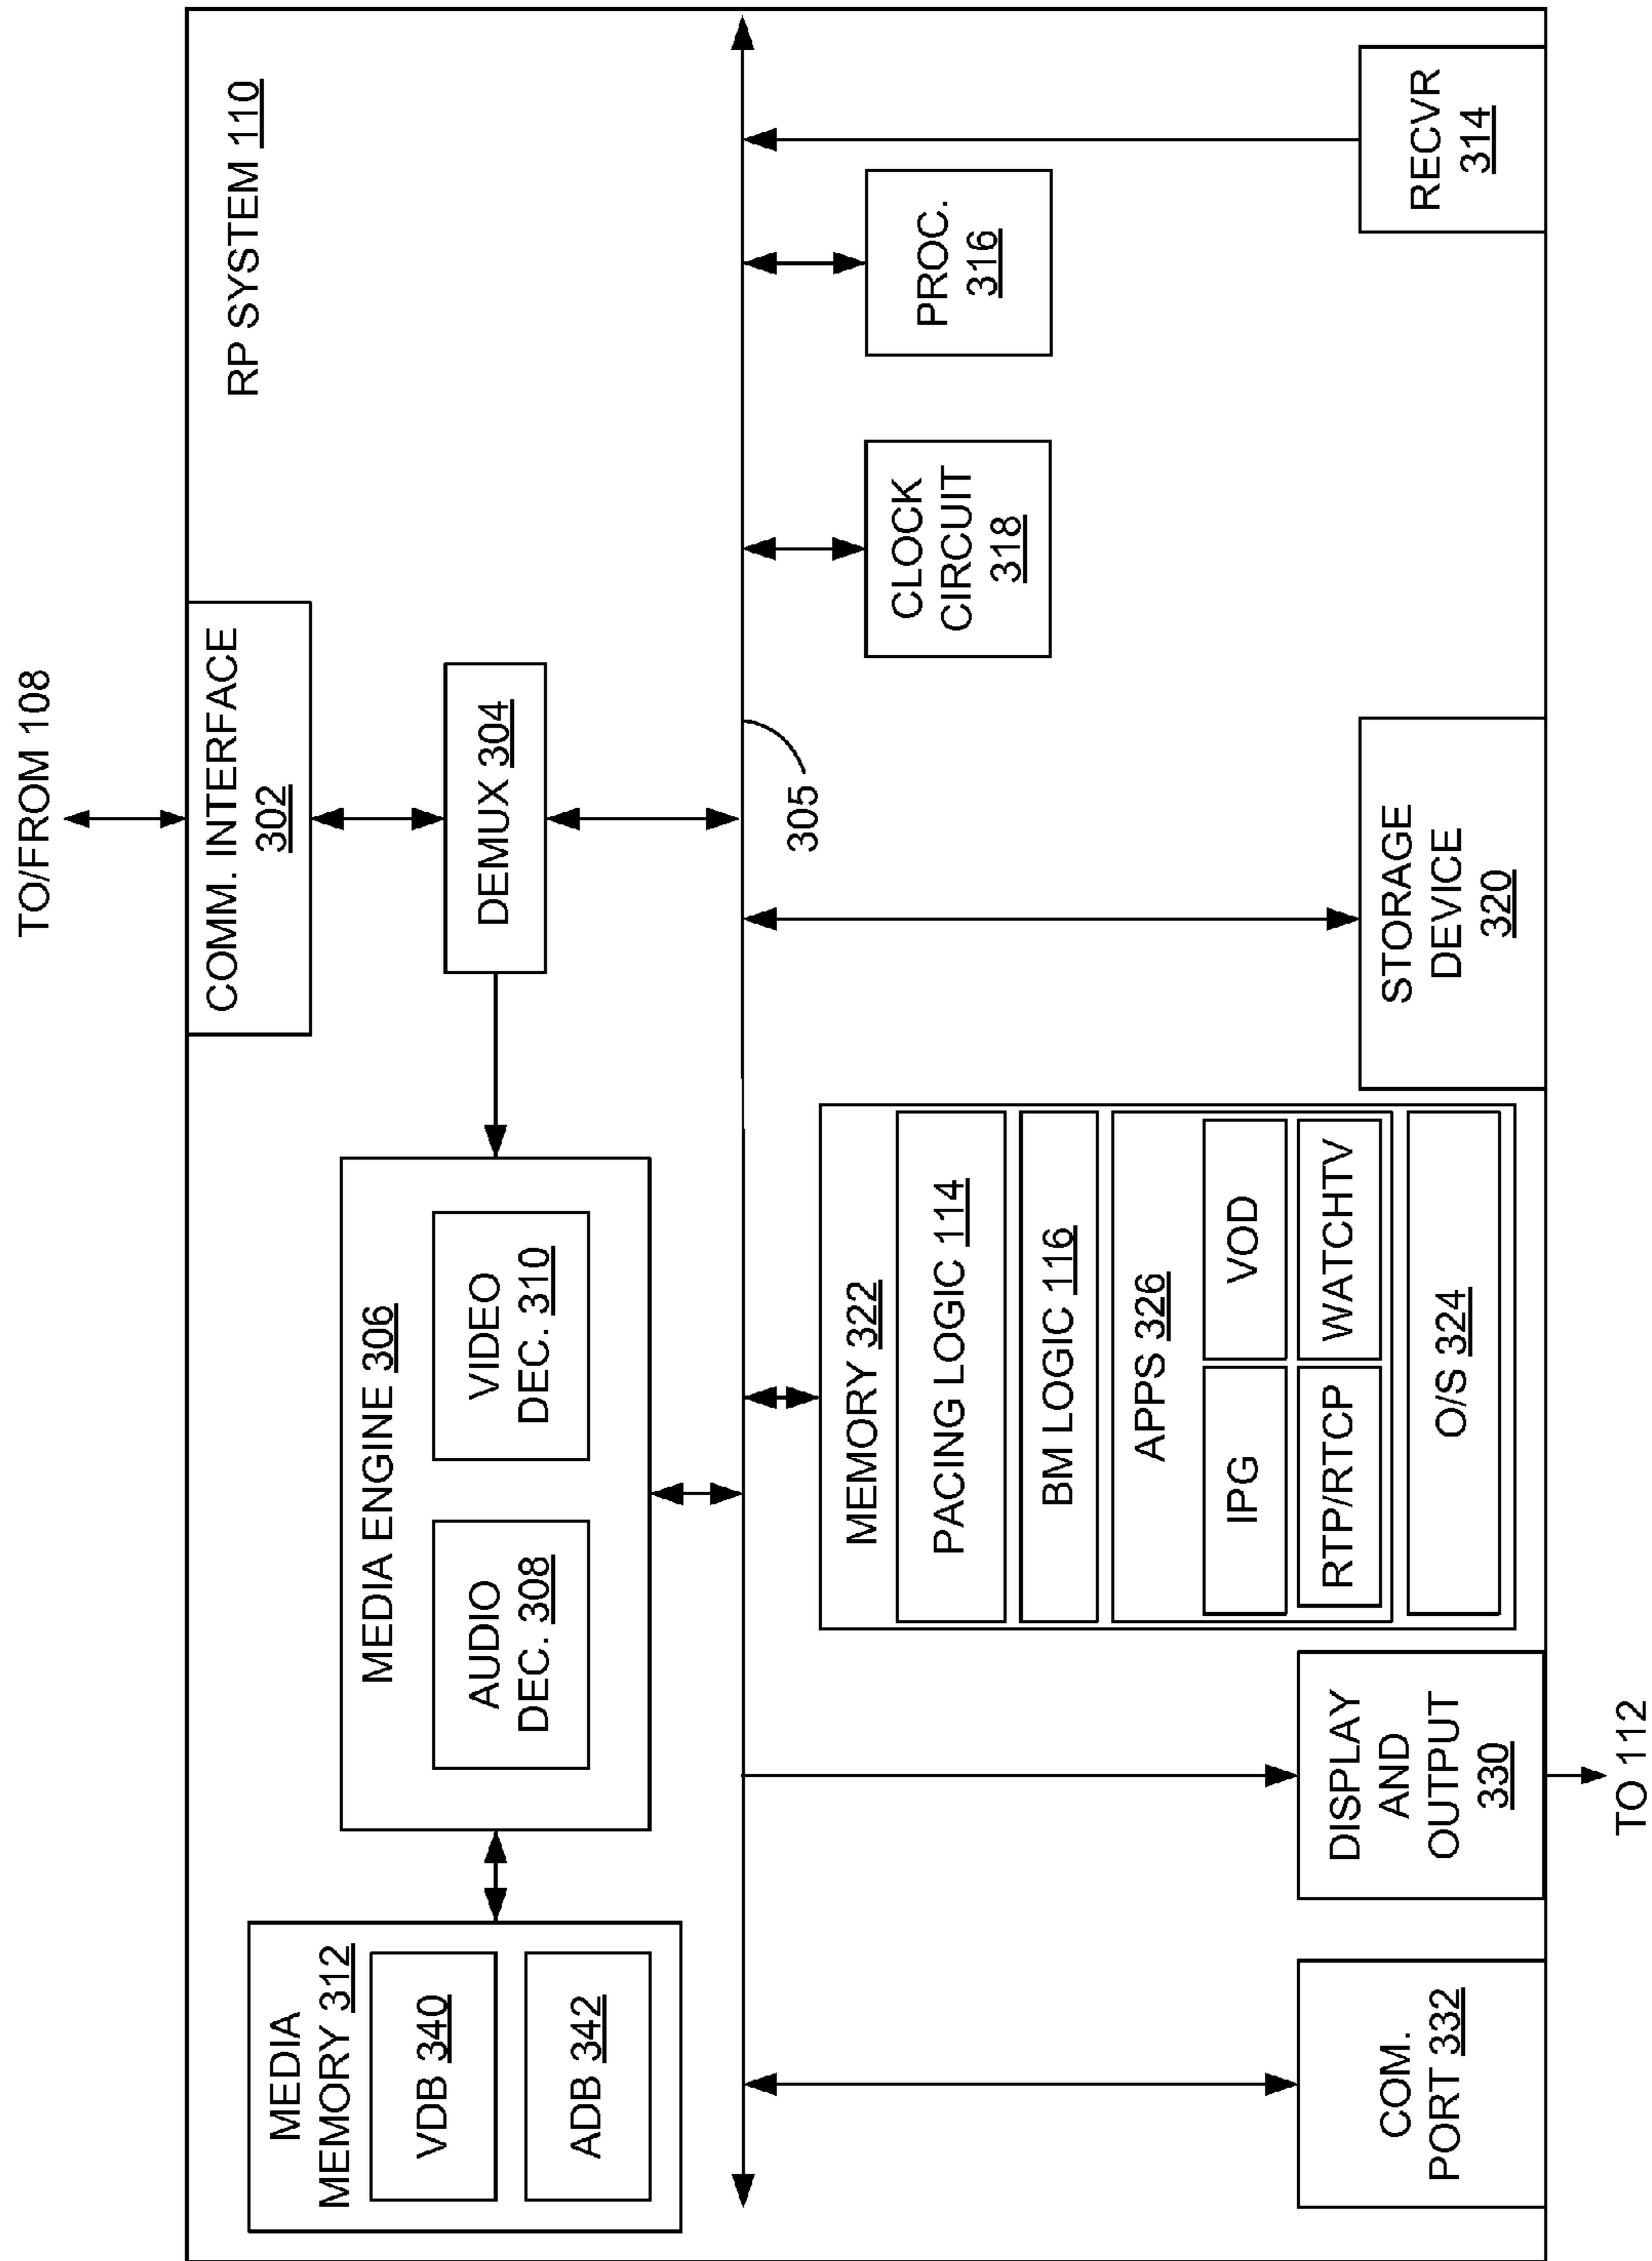 TO/FROM 108
RP SYSTEM 110
COMM. INTERFACE
302
DEMUX 304
MEDIA
MEMORY 312
VDB 340
ADB 342
MEDIA ENGINE 306
AUDIO
DEC. 308
VIDEO
DEC. 310
305
MEMORY 322
PACING LOGIC 114
BM LOGIC 116
APPS 326
IPG
VOD
RTP/RTCP
WATCHTV
O/S 324
CLOCK
CIRCUIT
318
PROC.
316
COM.
PORT 332
DISPLAY
AND
OUTPUT
330
STORAGE
DEVICE
320
RECVR
314
TO 112